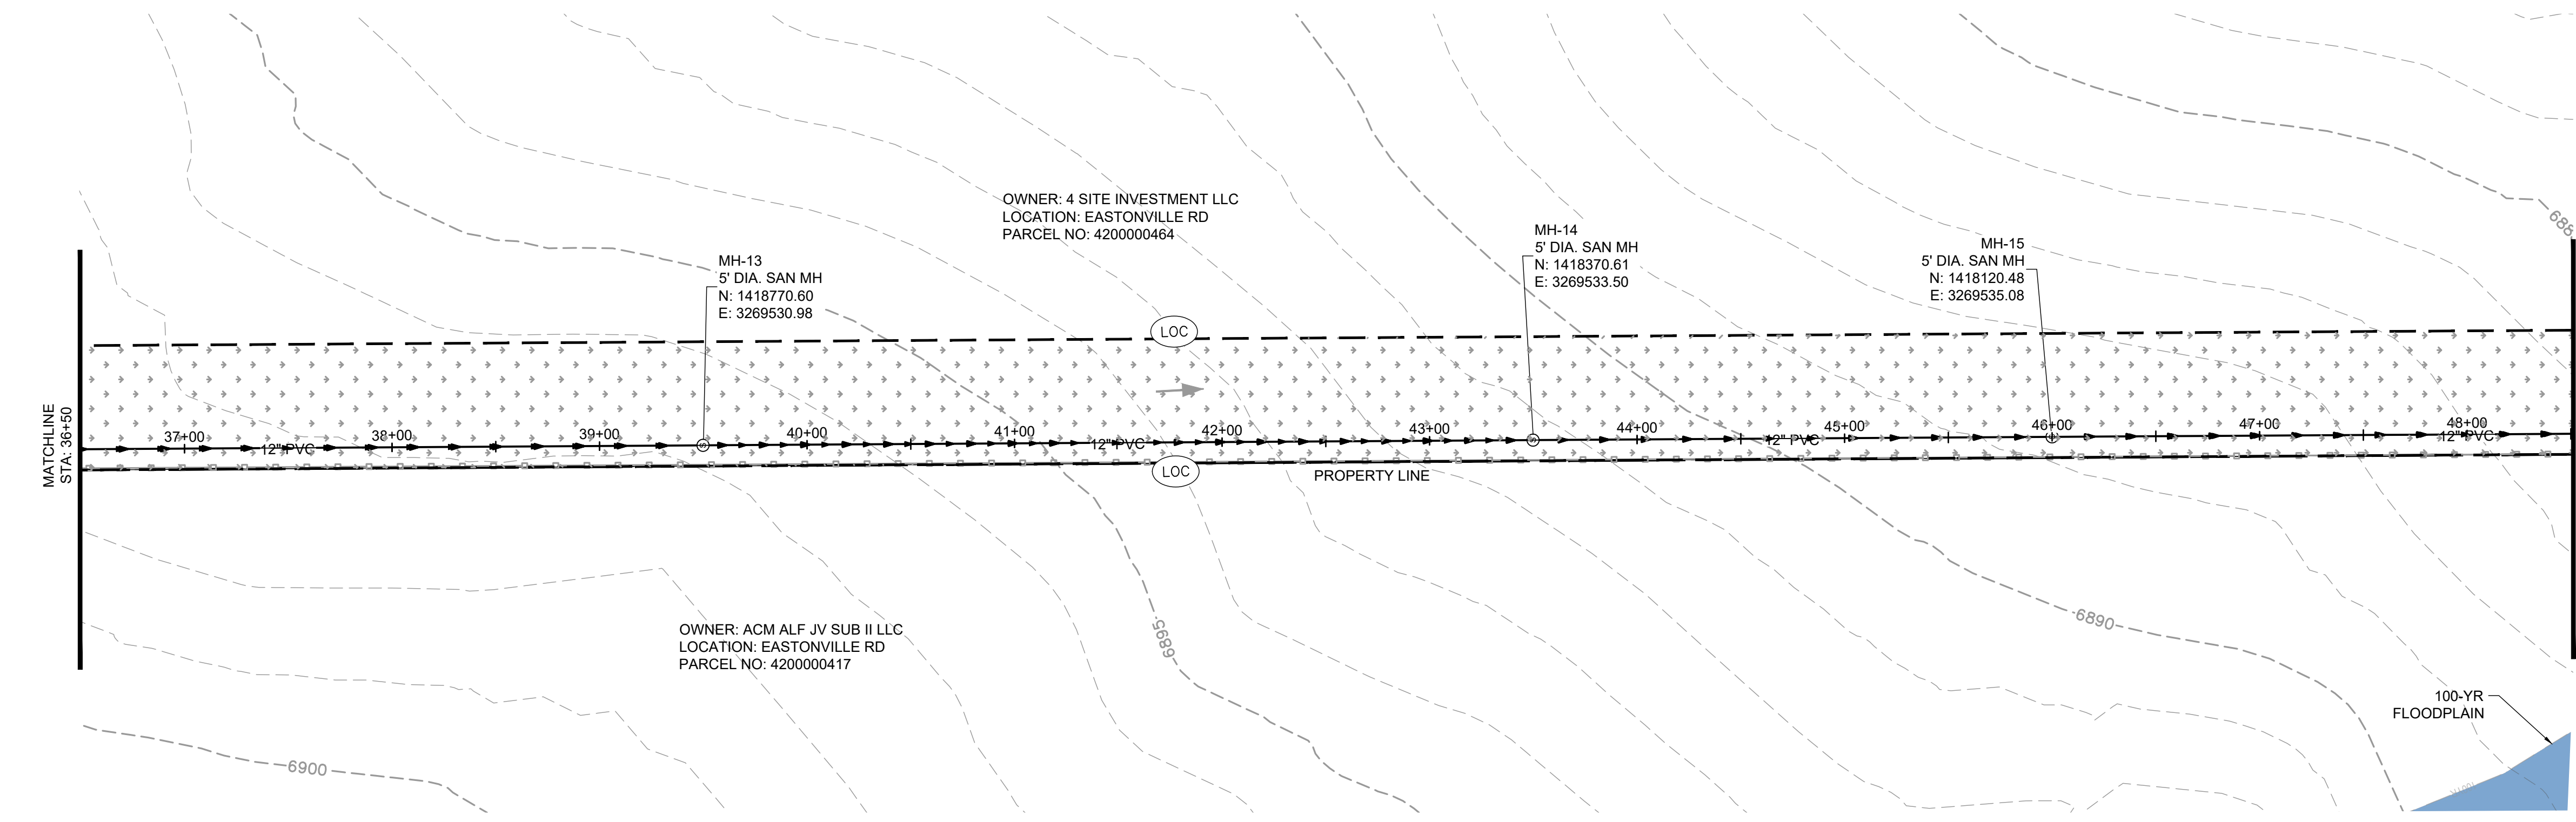 OWNER: 4 SITE INVESTMENT LLC
LOCATION: EASTONVILLE RD
PARCEL NO: 4200000464
MH-13
5' DIA. SAN MH
N: 1418770.60
E: 3269530.98
MH-14
5' DIA. SAN MH
N: 1418370.61
E: 3269533.50
MH-15
5' DIA. SAN MH
N: 1418120.48
E: 3269535.08
LOC
MATCHLINE
STA: 36+50
37+00
12" PVC
38+00
39+00
S
40+00
41+00
12" PVC
42+00
43+00
S
44+00
12" PVC
45+00
46+00
S
47+00
48+00
12" PVC
LOC
PROPERTY LINE
OWNER: ACM ALF JV SUB II LLC
LOCATION: EASTONVILLE RD
PARCEL NO: 4200000417
6895
6890
6900
100-YR
FLOODPLAIN